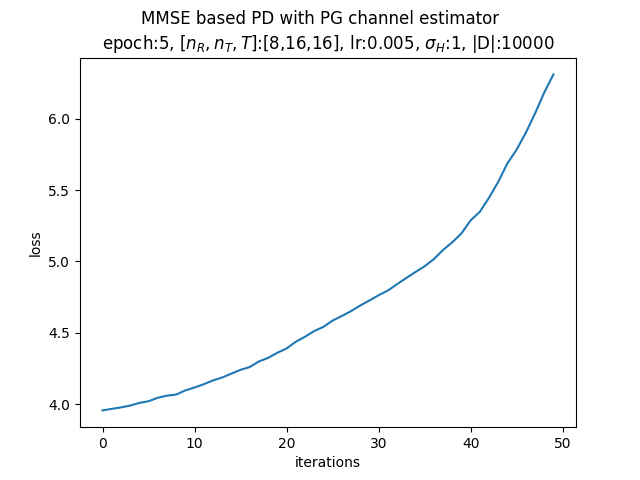 MMSE based PD with PG channel estimator
epoch:5, [$n_R, n_T, T$]:[8,16,16], lr:0.005, $\sigma_H$:1, |D|:10000
6.0
5.5
5.0
4.5
4.0
loss
0 10 20 30 40 50
iterations